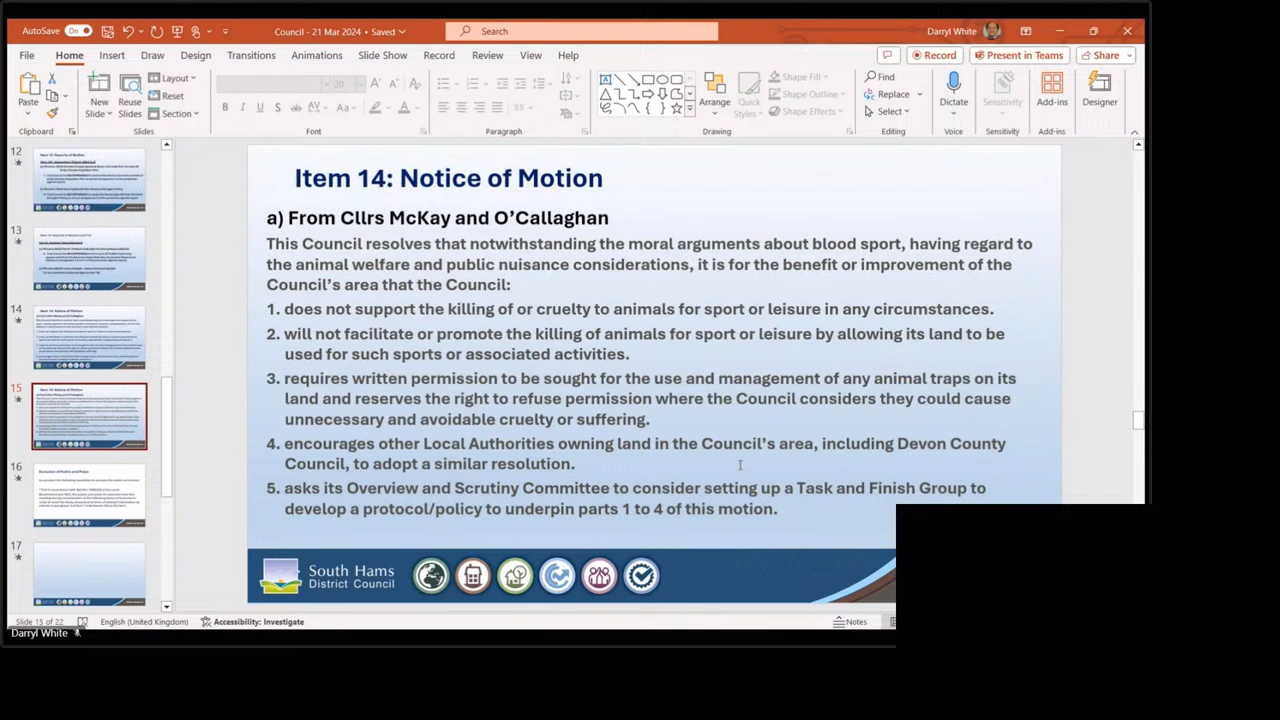 AutoSave On
Council - 21 Mar 2024 • Saved
Search
Darryl White
File Home Insert Draw Design Transitions Animations Slide Show Record Review View Help
Record Present in Teams Share
Paste
Clipboard
New Slide
Reuse Slides
Layout
Reset
Section
Slides
B I U S ab AV Aa A
Font
Paragraph
Arrange
Quick Styles
Shape Fill
Shape Outline
Shape Effects
Drawing
Find
Replace
Select
Editing
Dictate
Voice
Sensitivity
Sensitivity
Add-ins
Add-ins
Designer
12
13
14
15
16
17
Item 14: Notice of Motion
a) From Cllrs McKay and O’Callaghan
This Council resolves that notwithstanding the moral arguments about blood sport, having regard to
the animal welfare and public nuisance considerations, it is for the benefit or improvement of the
Council’s area that the Council:
1. does not support the killing of or cruelty to animals for sport or leisure in any circumstances.
2. will not facilitate or promote the killing of animals for sport or leisure by allowing its land to be
used for such sports or associated activities.
3. requires written permission to be sought for the use and management of any animal traps on its
land and reserves the right to refuse permission where the Council considers they could cause
unnecessary and avoidable cruelty or suffering.
4. encourages other Local Authorities owning land in the Council area, including Devon County
Council, to adopt a similar resolution.
5. asks its Overview and Scrutiny Committee to consider setting up a Task and Finish Group to
develop a protocol/policy to underpin parts 1 to 4 of this motion.
South Hams
District Council
Slide 15 of 22 English (United Kingdom) Accessibility: Investigate Notes
Darryl White